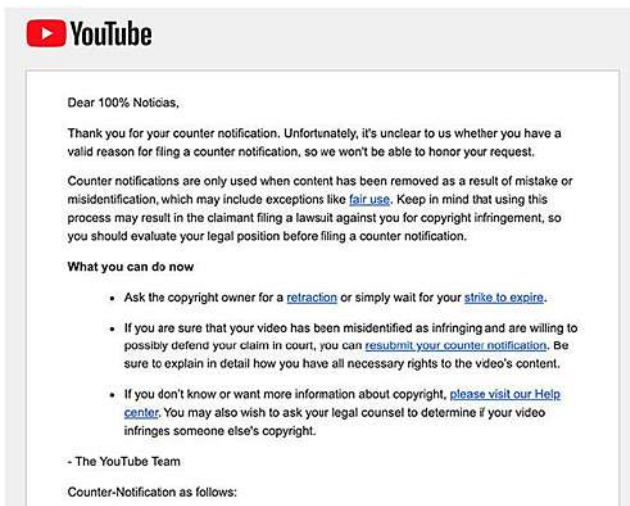 YouTube
Dear 100% Noticias,
Thank you for your counter notification. Unfortunately, it's unclear to us whether you have a
valid reason for filing a counter notification, so we won't be able to honor your request.
Counter notifications are only used when content has been removed as a result of mistake or
misidentification, which may include exceptions like fair use. Keep in mind that using this
process may result in the claimant filing a lawsuit against you for copyright infringement, so
you should evaluate your legal position before filing a counter notification.
What you can do now
• Ask the copyright owner for a retraction or simply wait for your strike to expire.
• If you are sure that your video has been misidentified as infringing and are willing to
possibly defend your claim in court, you can resubmit your counter notification. Be
sure to explain in detail how you have all necessary rights to the video's content.
• If you don't know or want more information about copyright, please visit our Help
center. You may also wish to ask your legal counsel to determine if your video
infringes someone else's copyright.
- The YouTube Team
Counter-Notification as follows: